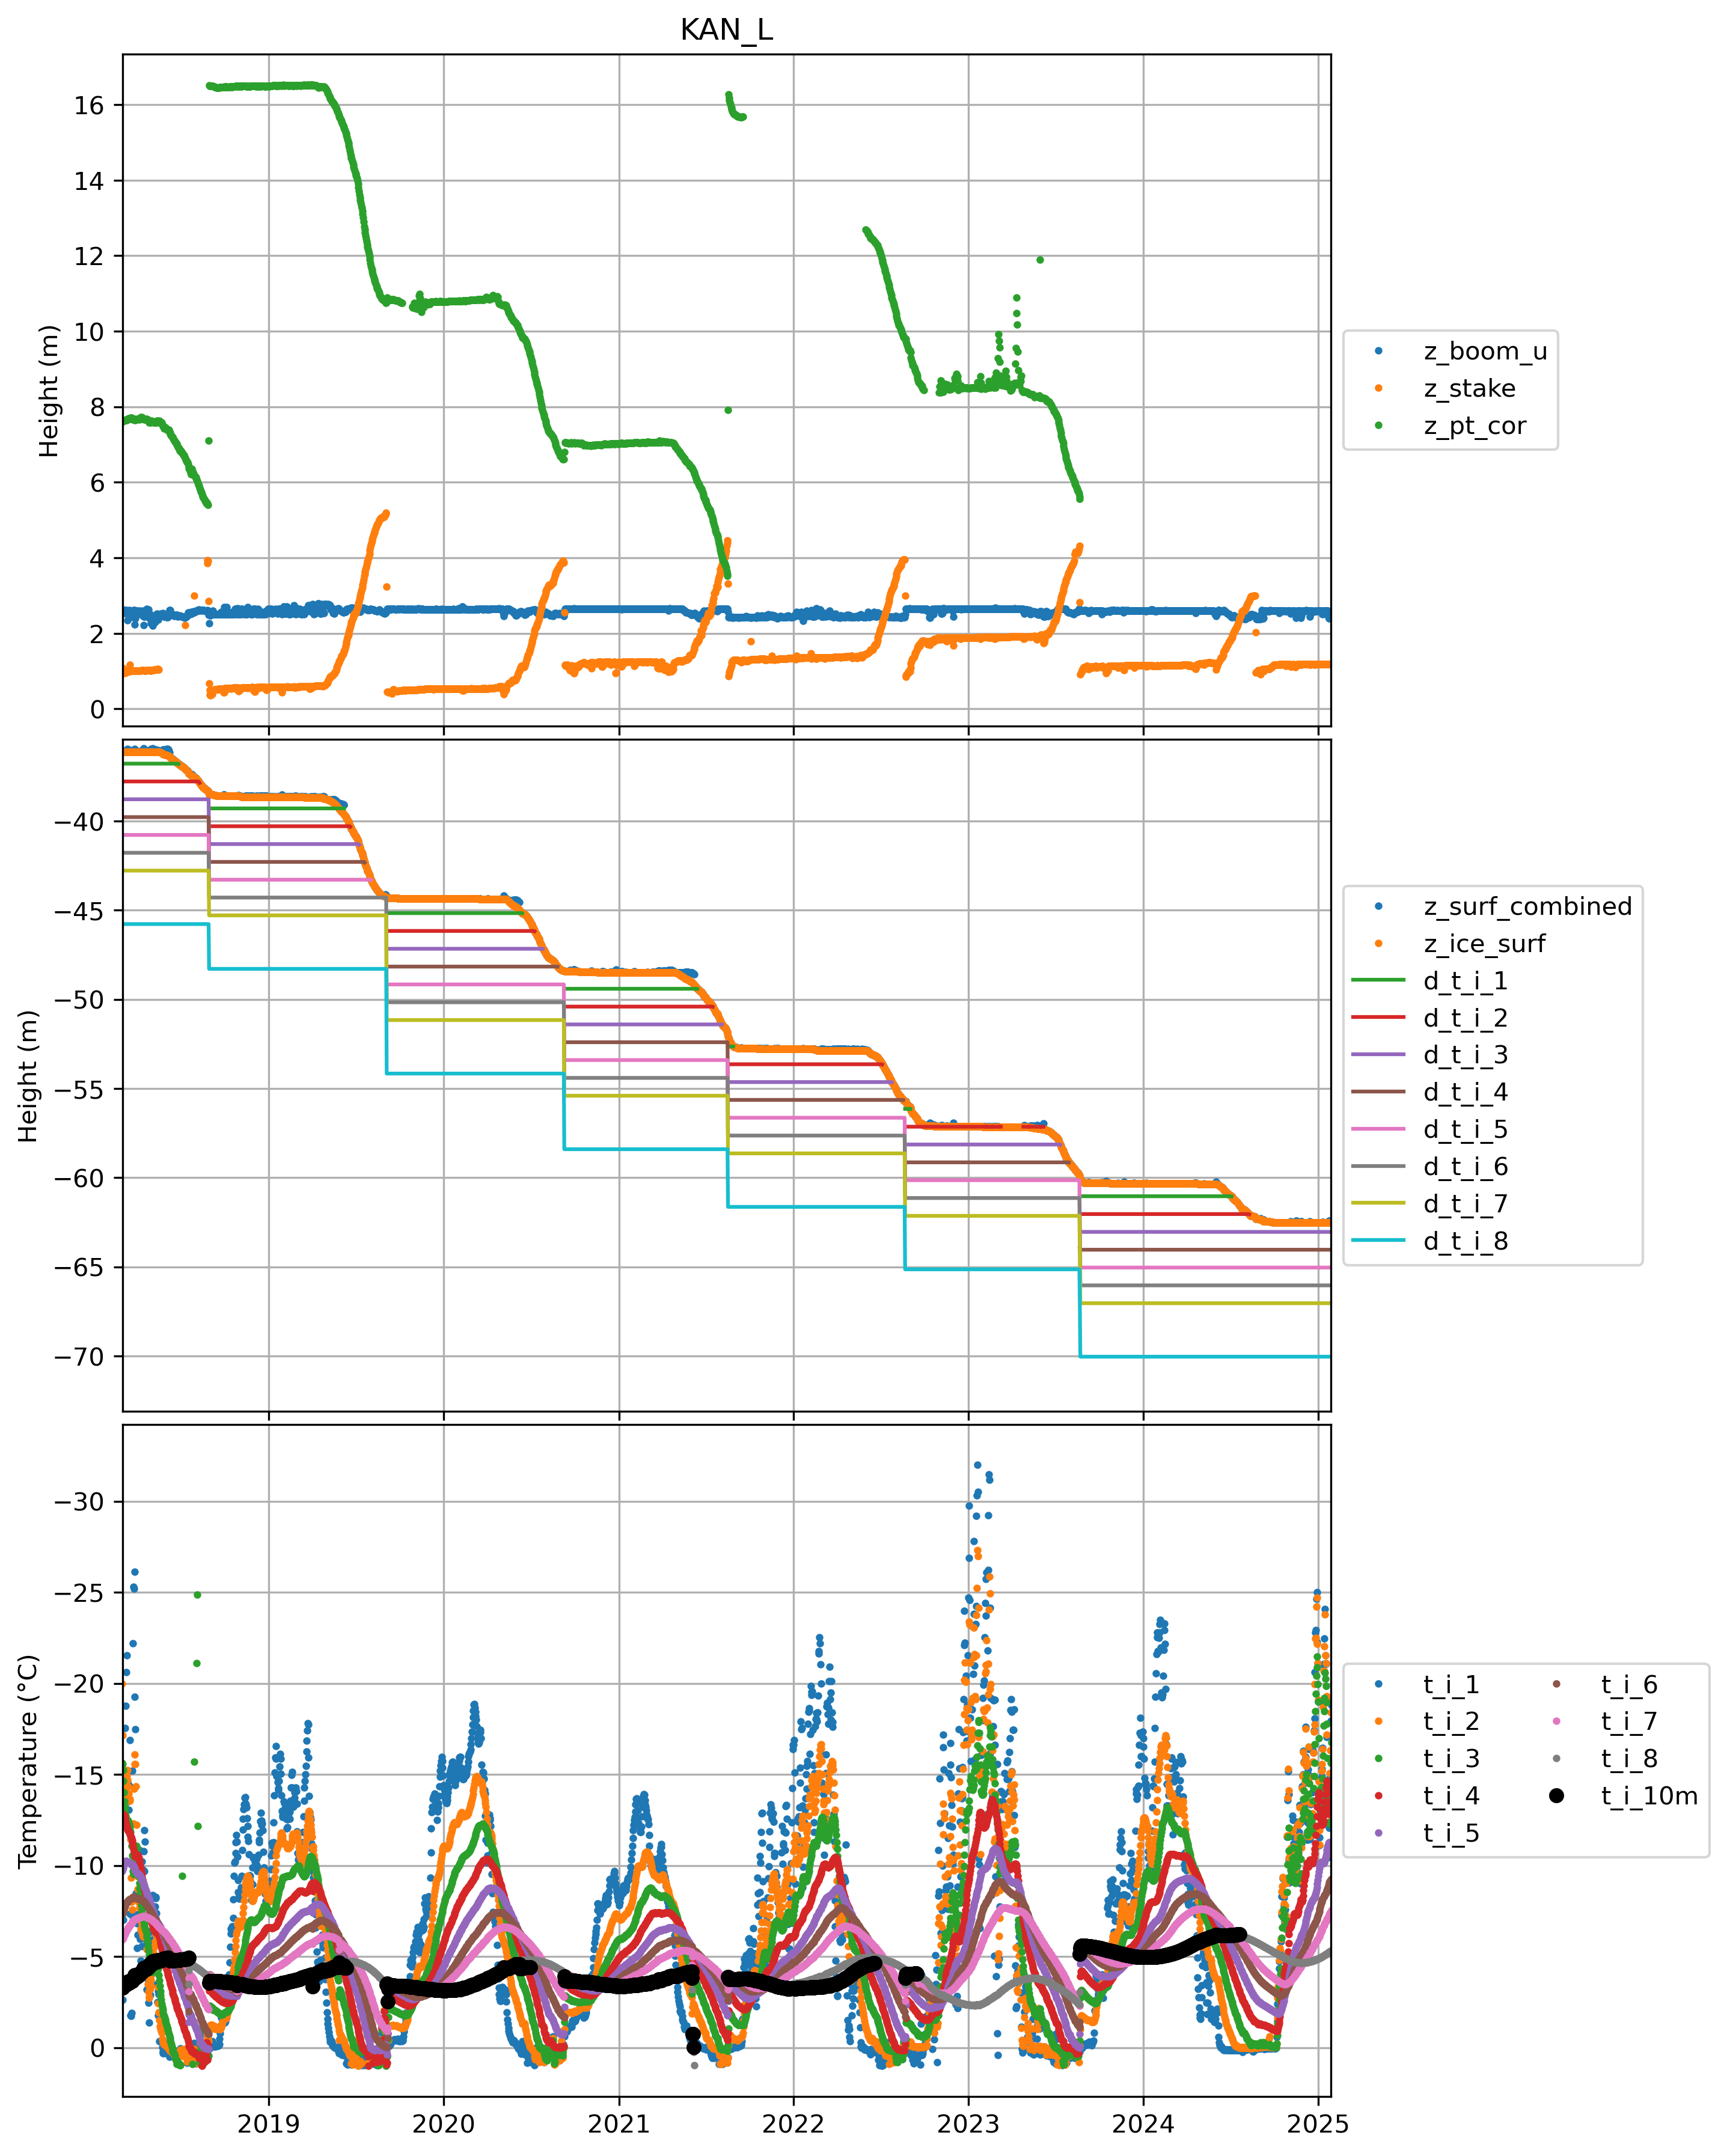 KAN_L
Height (m)
16
14
12
10
8
6
4
2
0
z_boom_u
z_stake
z_pt_cor
Height (m)
−40
−45
−50
−55
−60
−65
−70
z_surf_combined
z_ice_surf
d_t_i_1
d_t_i_2
d_t_i_3
d_t_i_4
d_t_i_5
d_t_i_6
d_t_i_7
d_t_i_8
Temperature (°C)
−30
−25
−20
−15
−10
−5
0
t_i_1
t_i_2
t_i_3
t_i_4
t_i_5
t_i_6
t_i_7
t_i_8
t_i_10m
2019 2020 2021 2022 2023 2024 2025